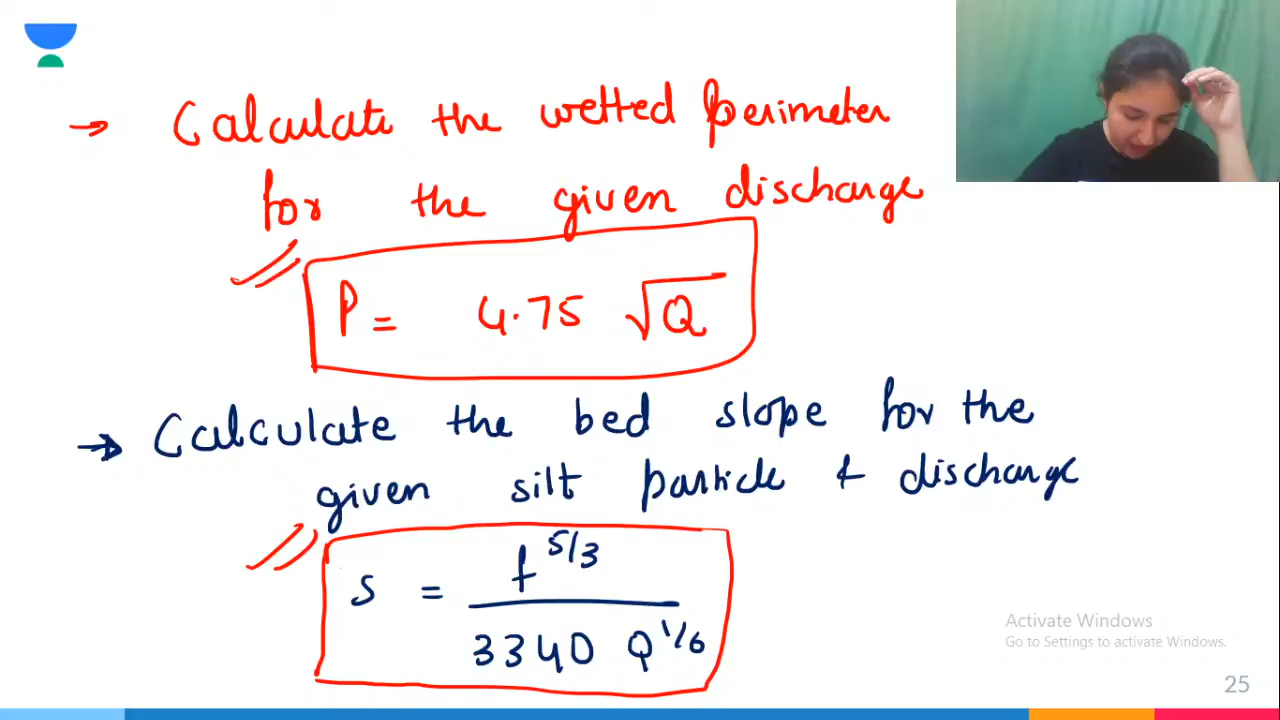 → Calculate the wetted perimeter
for the given discharge
P = 4.75 √Q
→ Calculate the bed slope for the
given silt particle & discharge
S = f^5/3 / 3340 Q^1/6
Activate Windows
Go to Settings to activate Windows.
25